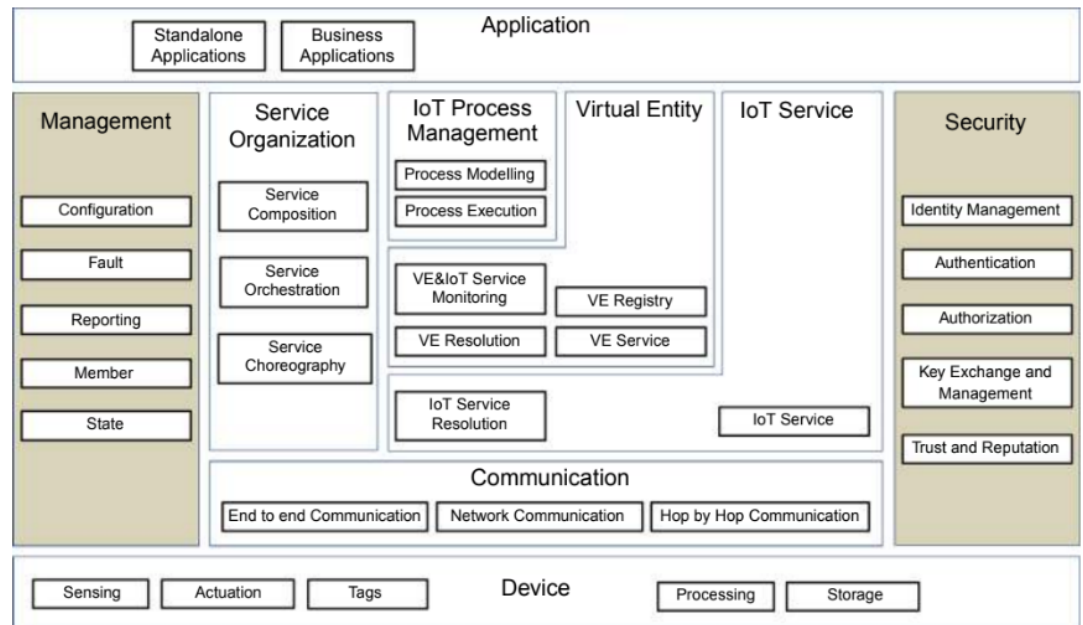 Application
Standalone
Applications
Business
Applications
Management
Configuration
Fault
Reporting
Member
State
Service
Organization
Service
Composition
Service
Orchestration
Service
Choreography
IoT Process
Management
Process Modelling
Process Execution
VE&IoT Service
Monitoring
VE Resolution
Virtual Entity
VE Registry
VE Service
IoT Service
IoT Service
Resolution
IoT Service
Security
Identity Management
Authentication
Authorization
Key Exchange and
Management
Trust and Reputation
Communication
End to end Communication
Network Communication
Hop by Hop Communication
Device
Sensing
Actuation
Tags
Processing
Storage